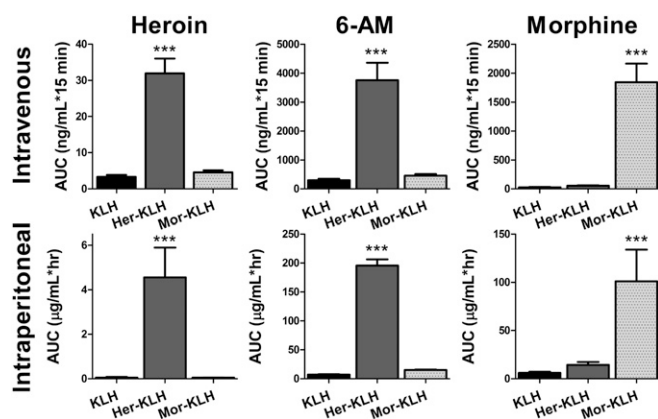 Heroin 6-AM Morphine
Intravenous
AUC (ng/mL*15 min)
40
30
20
10
0
***
KLH Her-KLH Mor-KLH
AUC (ng/mL*15 min)
5000
4000
3000
2000
1000
0
***
KLH Her-KLH Mor-KLH
AUC (ng/mL*15 min)
2500
2000
1500
1000
500
0
***
KLH Her-KLH Mor-KLH
Intraperitoneal
AUC (µg/mL*hr)
6
4
2
0
***
KLH Her-KLH Mor-KLH
AUC (µg/mL*hr)
200
150
100
50
0
***
KLH Her-KLH Mor-KLH
AUC (µg/mL*hr)
150
100
50
0
***
KLH Her-KLH Mor-KLH